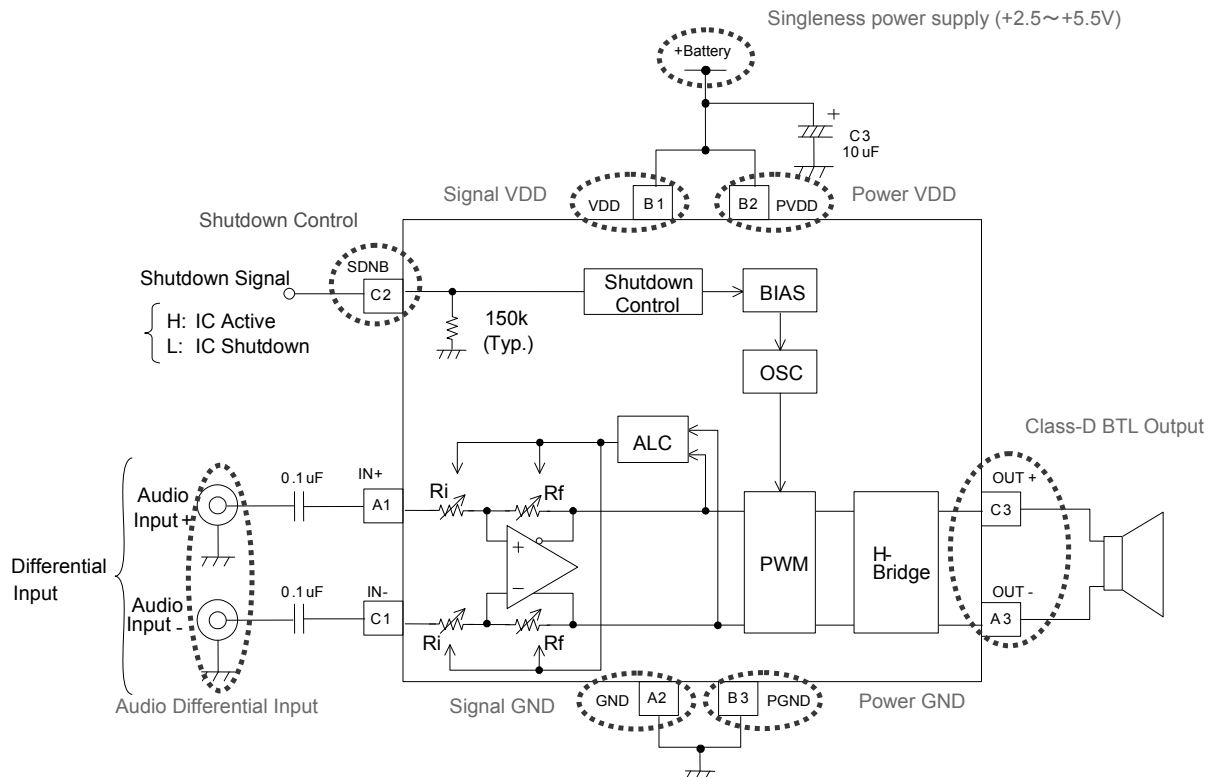 Singleness power supply (+2.5～+5.5V)
+Battery
+
C3
10uF
Signal VDD
VDD
B1
B2
PVDD
Power VDD
Shutdown Control
SDNB
Shutdown Signal
C2
H: IC Active
L: IC Shutdown
150k
(Typ.)
Shutdown
Control
BIAS
OSC
ALC
Class-D BTL Output
Differential
Input
Audio
Input +
0.1uF
IN+
A1
Ri
Rf
+
-
PWM
H-
Bridge
OUT +
C3
Audio
Input -
0.1uF
IN-
C1
Ri
Rf
OUT -
A3
Audio Differential Input
Signal GND
GND
A2
B3
PGND
Power GND